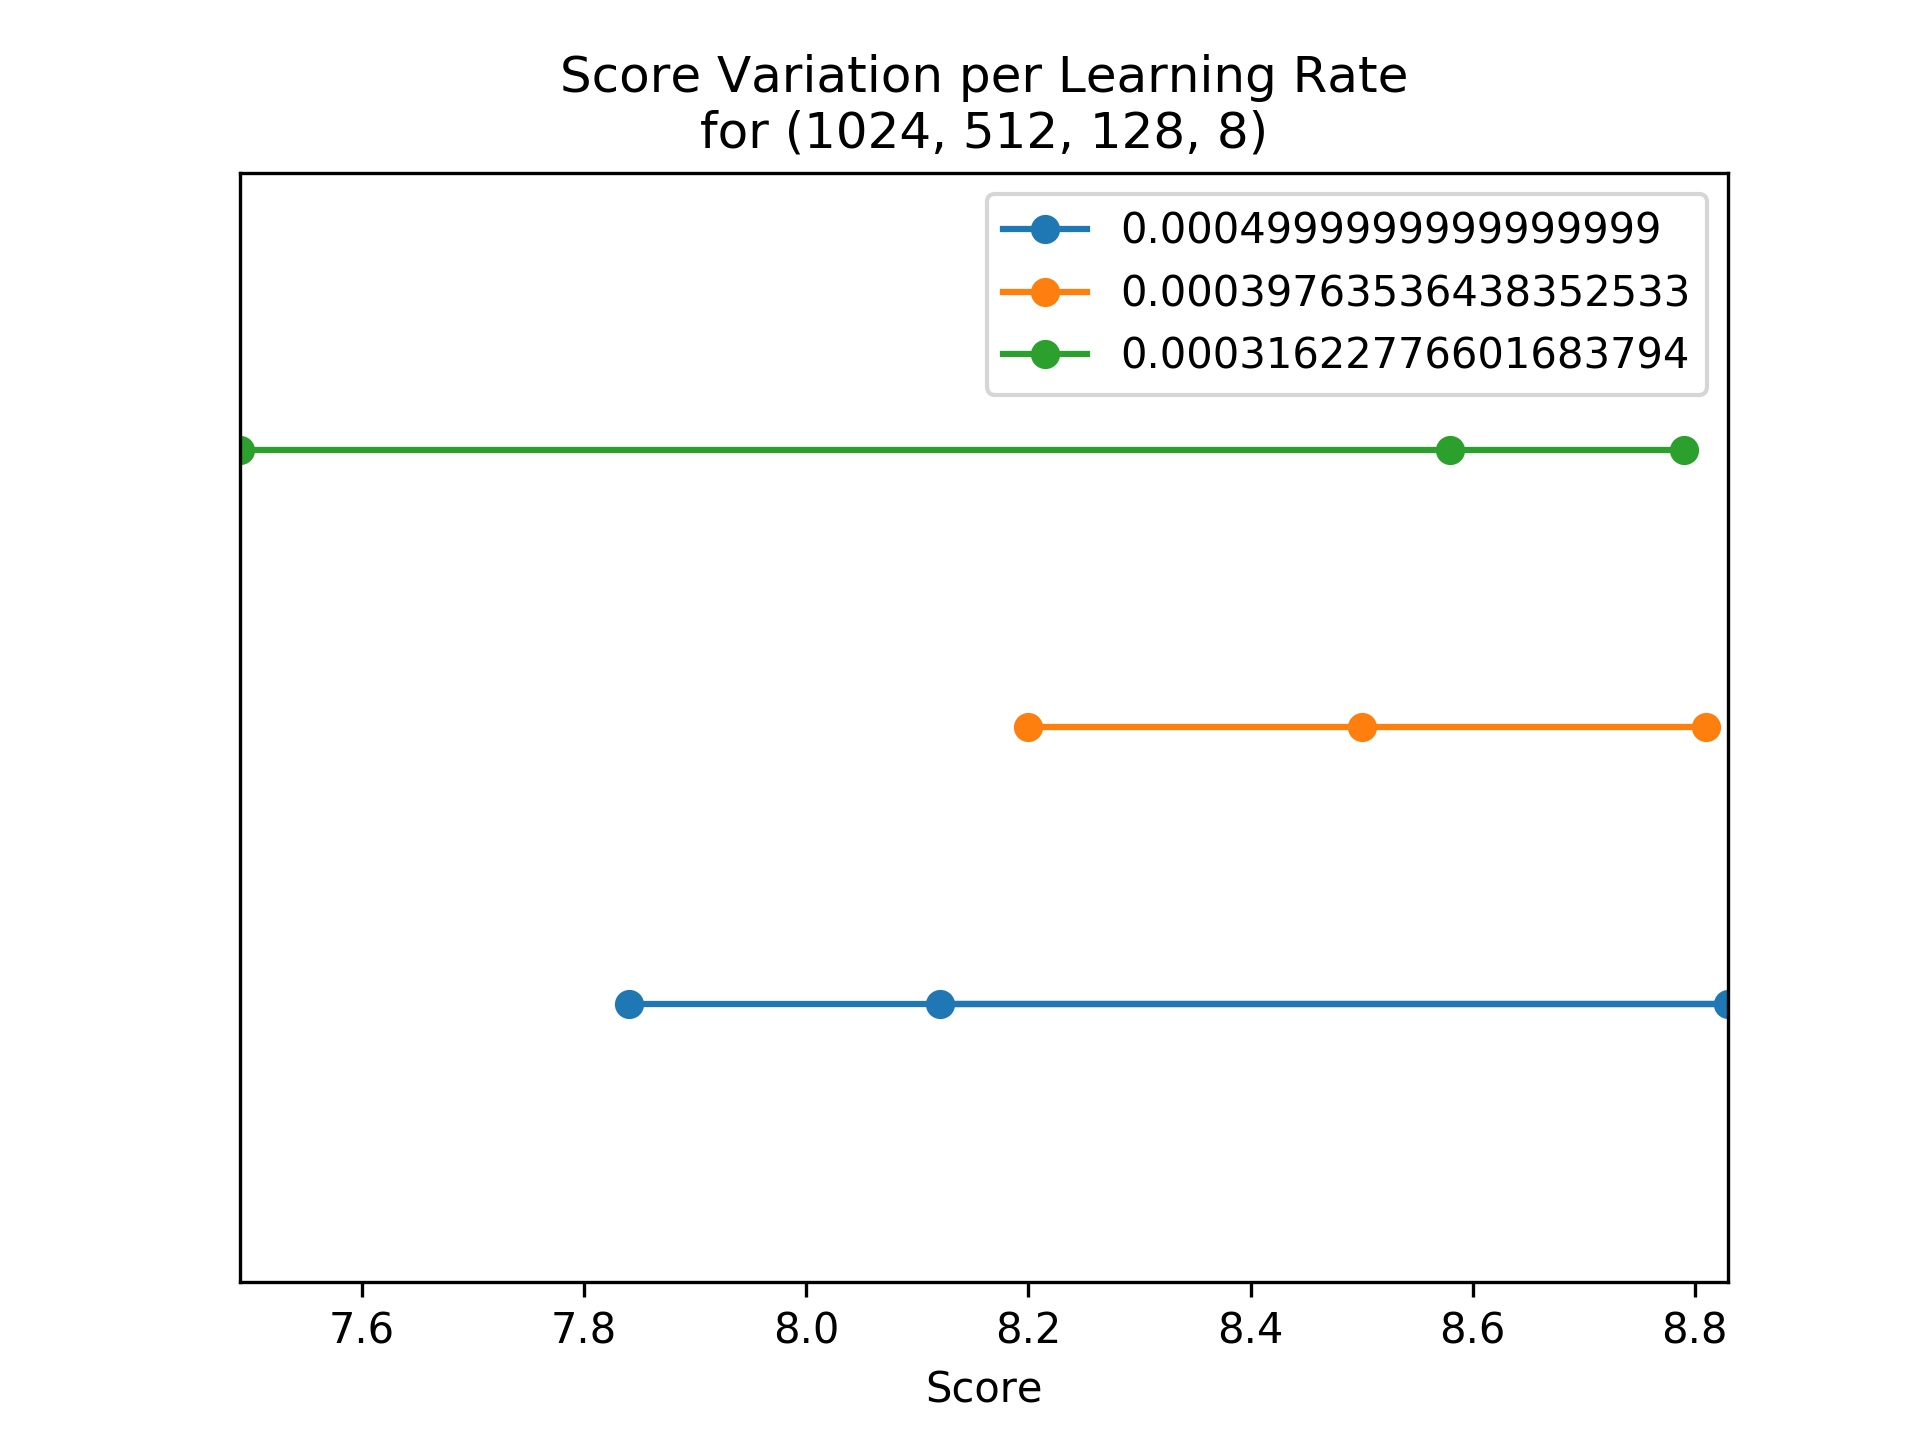 Score Variation per Learning Rate
for (1024, 512, 128, 8)
0.0004999999999999999
0.00039763536438352533
0.00031622776601683794
7.6 7.8 8.0 8.2 8.4 8.6 8.8
Score